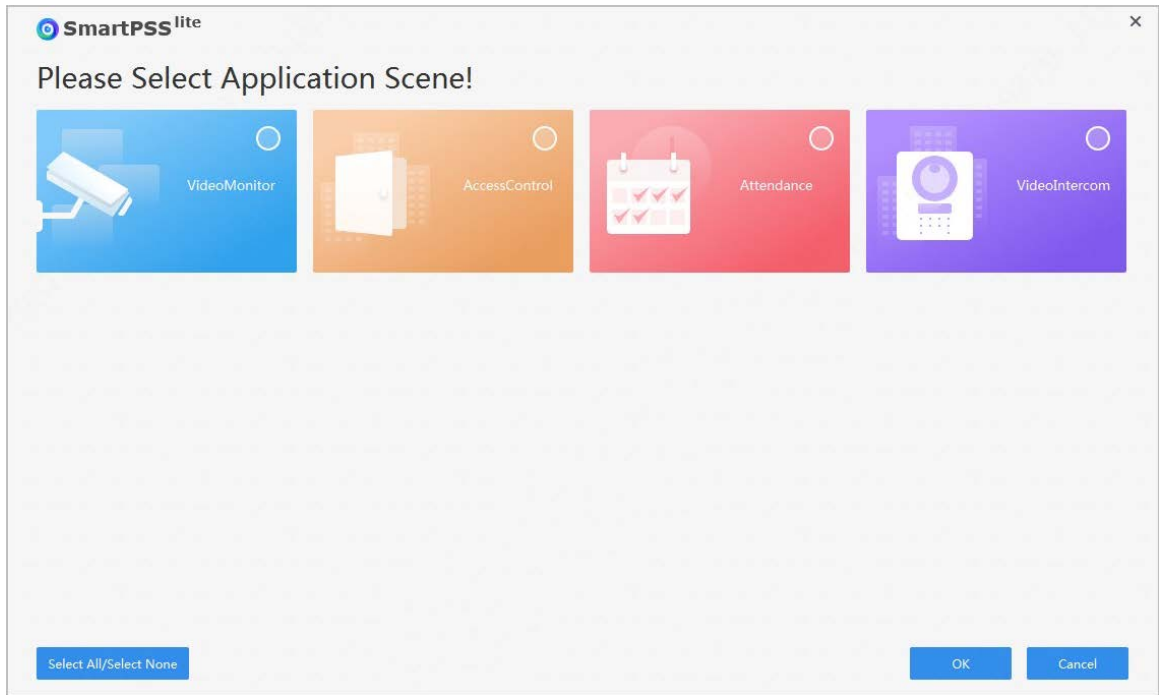 SmartPSS lite
Please Select Application Scene!
VideoMonitor
AccessControl
Attendance
VideoIntercom
Select All/Select None
OK
Cancel